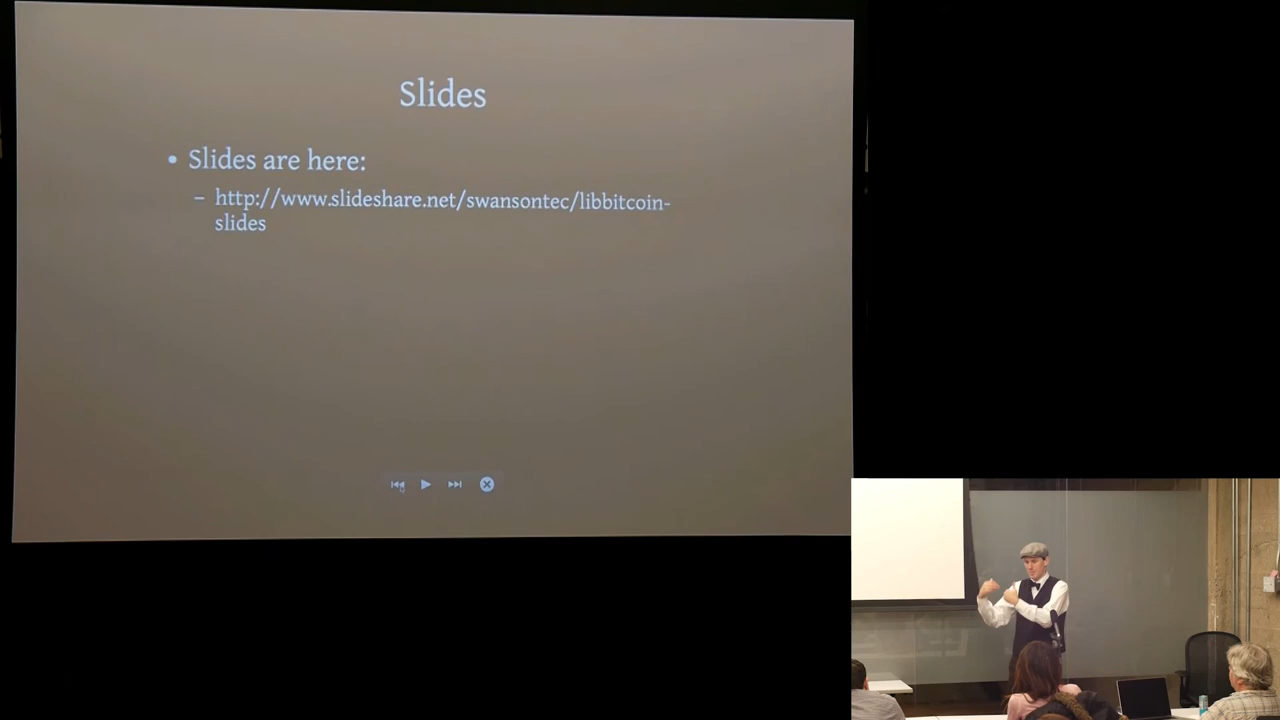 Slides
• Slides are here:
– http://www.slideshare.net/swansontec/libbitcoin-
slides